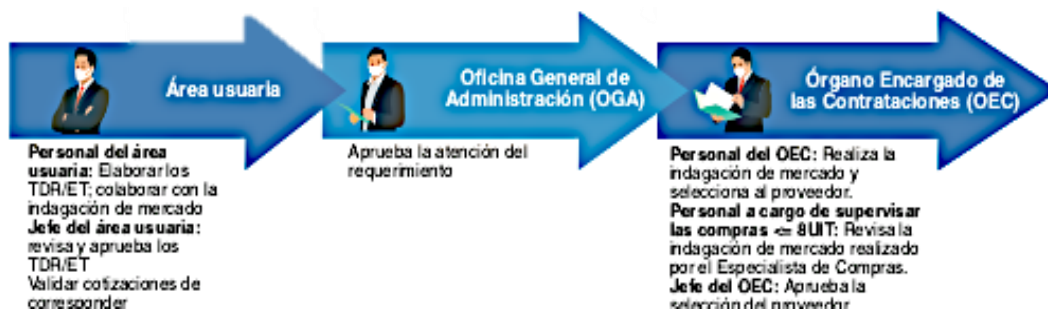 Área usuaria
Personal del área
usuaria: Elaborar los
TDR/ET; colaborar con la
indagación de mercado
Jefe del área usuaria:
revisa y aprueba los
TDR/ET
Validar cotizaciones de
corresponder
Oficina General de
Administración (OGA)
Aprueba la atención del
requerimiento
Órgano Encargado de
las Contrataciones (OEC)
Personal del OEC: Realiza la
indagación de mercado y
selecciona al proveedor.
Personal a cargo de supervisar
las compras <= 8UIT: Revisa la
indagación de mercado realizado
por el Especialista de Compras.
Jefe del OEC: Aprueba la
selección del proveedor